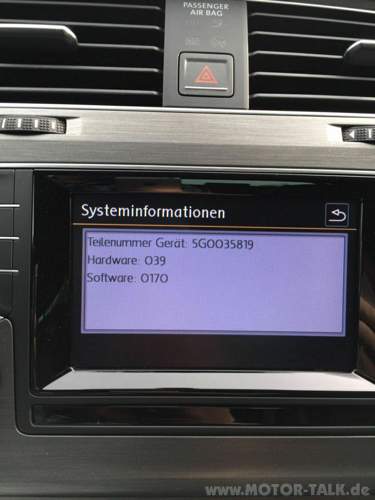 PASSENGER
AIR BAG
Systeminformationen
Teilenummer Gerät: 5G0035819
Hardware: 039
Software: 0170
www.MOTOR-TALK.de